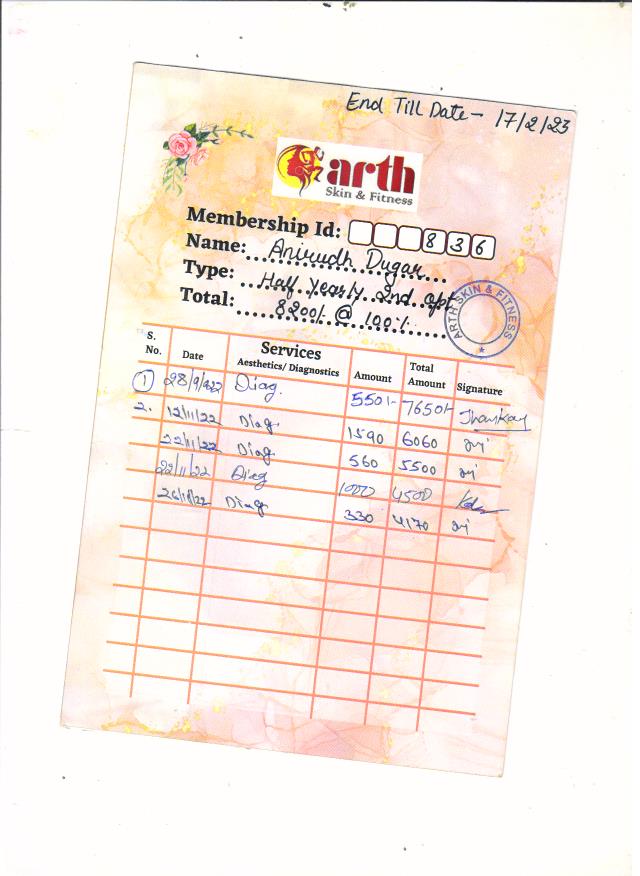 End Till Date - 17/2/23
arth
Skin & Fitness
Membership Id: 836
Name: Anirudh Dugar
Type: Half Yearly 2nd opt
Total: 8200/- @ 100%
ARTH SKIN & FITNESS
S. No. Date Services Aesthetics/ Diagnostics Amount Total Amount Signature
1 28/9/22 Diag. 550/- 7650/-
2. 12/11/22 Diag 1590 6060
22/11/22 Diag 560 5500
22/11/22 Diag 1000 4500
Diag 330 4170